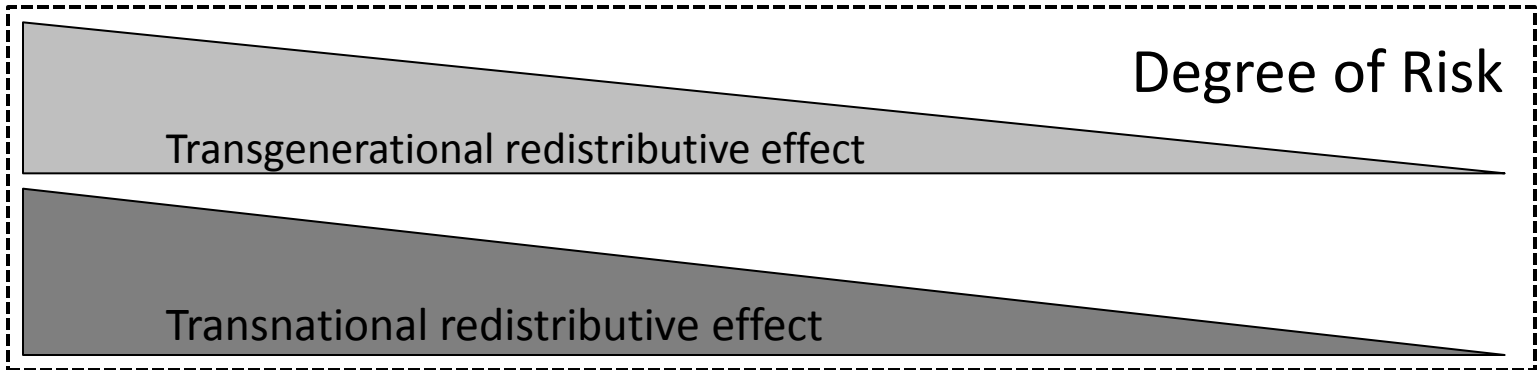 Degree of Risk
Transgenerational redistributive effect
Transnational redistributive effect